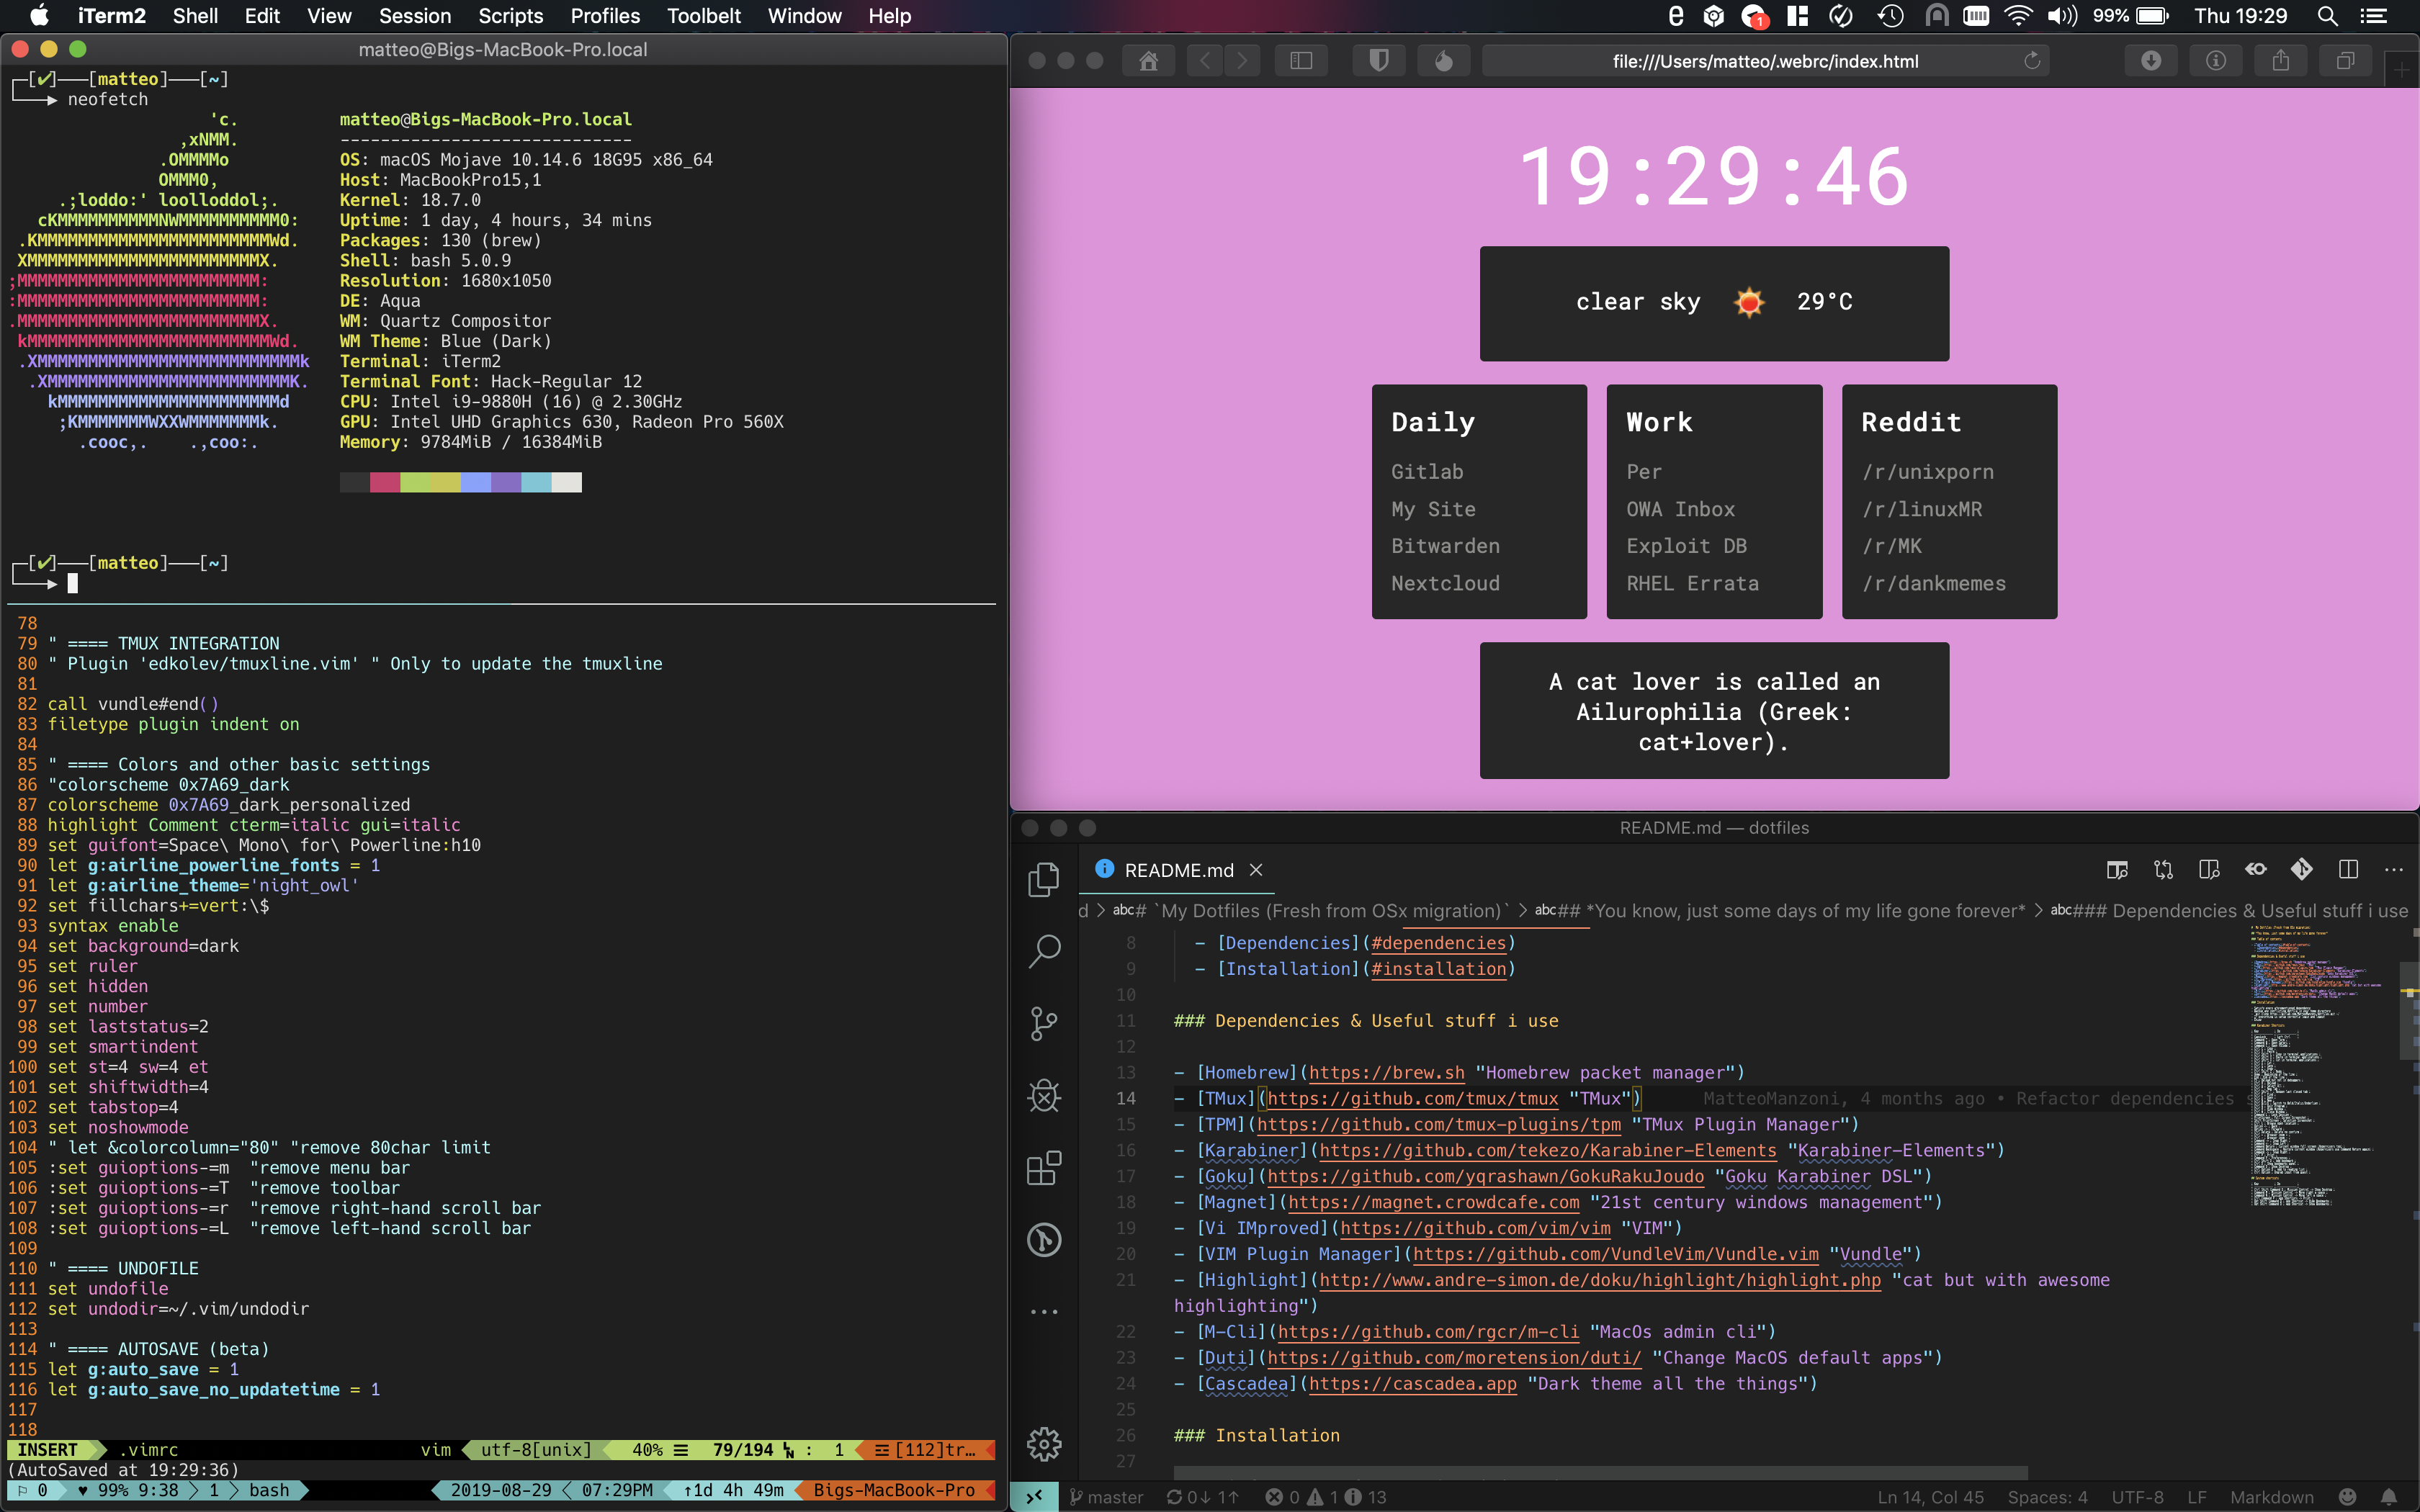 iTerm2 Shell Edit View Session Scripts Profiles Toolbelt Window Help
1 99% Thu 19:29
matteo@Bigs-MacBook-Pro.local
[✔]───[matteo]───[~]
neofetch
'c.
,xNMM.
.OMMMMo
OMMM0,
.;loddo:' loolloddol;.
cKMMMMMMMMMMNWMMMMMMMMMM0:
.KMMMMMMMMMMMMMMMMMMMMMMMWd.
XMMMMMMMMMMMMMMMMMMMMMMMX.
;MMMMMMMMMMMMMMMMMMMMMMMM:
:MMMMMMMMMMMMMMMMMMMMMMMM:
.MMMMMMMMMMMMMMMMMMMMMMMMX.
kMMMMMMMMMMMMMMMMMMMMMMMMWd.
.XMMMMMMMMMMMMMMMMMMMMMMMMMMk
.XMMMMMMMMMMMMMMMMMMMMMMMMK.
kMMMMMMMMMMMMMMMMMMMMMMd
;KMMMMMMMWXXWMMMMMMMk.
.cooc,. .,coo:.
matteo@Bigs-MacBook-Pro.local
-----------------------------
OS: macOS Mojave 10.14.6 18G95 x86_64
Host: MacBookPro15,1
Kernel: 18.7.0
Uptime: 1 day, 4 hours, 34 mins
Packages: 130 (brew)
Shell: bash 5.0.9
Resolution: 1680x1050
DE: Aqua
WM: Quartz Compositor
WM Theme: Blue (Dark)
Terminal: iTerm2
Terminal Font: Hack-Regular 12
CPU: Intel i9-9880H (16) @ 2.30GHz
GPU: Intel UHD Graphics 630, Radeon Pro 560X
Memory: 9784MiB / 16384MiB
[✔]───[matteo]───[~]
78
79 " ==== TMUX INTEGRATION
80 " Plugin 'edkolev/tmuxline.vim' " Only to update the tmuxline
81
82 call vundle#end()
83 filetype plugin indent on
84
85 " ==== Colors and other basic settings
86 "colorscheme 0x7A69_dark
87 colorscheme 0x7A69_dark_personalized
88 highlight Comment cterm=italic gui=italic
89 set guifont=Space\ Mono\ for\ Powerline:h10
90 let g:airline_powerline_fonts = 1
91 let g:airline_theme='night_owl'
92 set fillchars+=vert:\$
93 syntax enable
94 set background=dark
95 set ruler
96 set hidden
97 set number
98 set laststatus=2
99 set smartindent
100 set st=4 sw=4 et
101 set shiftwidth=4
102 set tabstop=4
103 set noshowmode
104 " let &colorcolumn="80" "remove 80char limit
105 :set guioptions-=m "remove menu bar
106 :set guioptions-=T "remove toolbar
107 :set guioptions-=r "remove right-hand scroll bar
108 :set guioptions-=L "remove left-hand scroll bar
109
110 " ==== UNDOFILE
111 set undofile
112 set undodir=~/.vim/undodir
113
114 " ==== AUTOSAVE (beta)
115 let g:auto_save = 1
116 let g:auto_save_no_updatetime = 1
117
118
INSERT .vimrc vim utf-8[unix] 40% ☰ 79/194 : 1 [112]tr…
(AutoSaved at 19:29:36)
0 ♥ 99% 9:38 1 bash 2019-08-29 07:29PM ↑1d 4h 49m Bigs-MacBook-Pro
file:///Users/matteo/.webrc/index.html
19:29:46
clear sky 29°C
Daily
Gitlab
My Site
Bitwarden
Nextcloud
Work
Per
OWA Inbox
Exploit DB
RHEL Errata
Reddit
/r/unixporn
/r/linuxMR
/r/MK
/r/dankmemes
A cat lover is called an
Ailurophilia (Greek:
cat+lover).
README.md — dotfiles
README.md
d > abc# `My Dotfiles (Fresh from OSx migration)` > abc## *You know, just some days of my life gone forever* > abc### Dependencies & Useful stuff i use
8 - [Dependencies](#dependencies)
9 - [Installation](#installation)
10
11 ### Dependencies & Useful stuff i use
12
13 - [Homebrew](https://brew.sh "Homebrew packet manager")
14 - [TMux](https://github.com/tmux/tmux "TMux") MatteoManzoni, 4 months ago • Refactor dependencies s
15 - [TPM](https://github.com/tmux-plugins/tpm "TMux Plugin Manager")
16 - [Karabiner](https://github.com/tekezo/Karabiner-Elements "Karabiner-Elements")
17 - [Goku](https://github.com/yqrashawn/GokuRakuJoudo "Goku Karabiner DSL")
18 - [Magnet](https://magnet.crowdcafe.com "21st century windows management")
19 - [Vi IMproved](https://github.com/vim/vim "VIM")
20 - [VIM Plugin Manager](https://github.com/VundleVim/Vundle.vim "Vundle")
21 - [Highlight](http://www.andre-simon.de/doku/highlight/highlight.php "cat but with awesome
highlighting")
22 - [M-Cli](https://github.com/rgcr/m-cli "MacOs admin cli")
23 - [Duti](https://github.com/moretension/duti/ "Change MacOS default apps")
24 - [Cascadea](https://cascadea.app "Dark theme all the things")
25
26 ### Installation
27
master 0↓ 1↑ 0 1 13 Ln 14, Col 45 Spaces: 4 UTF-8 LF Markdown